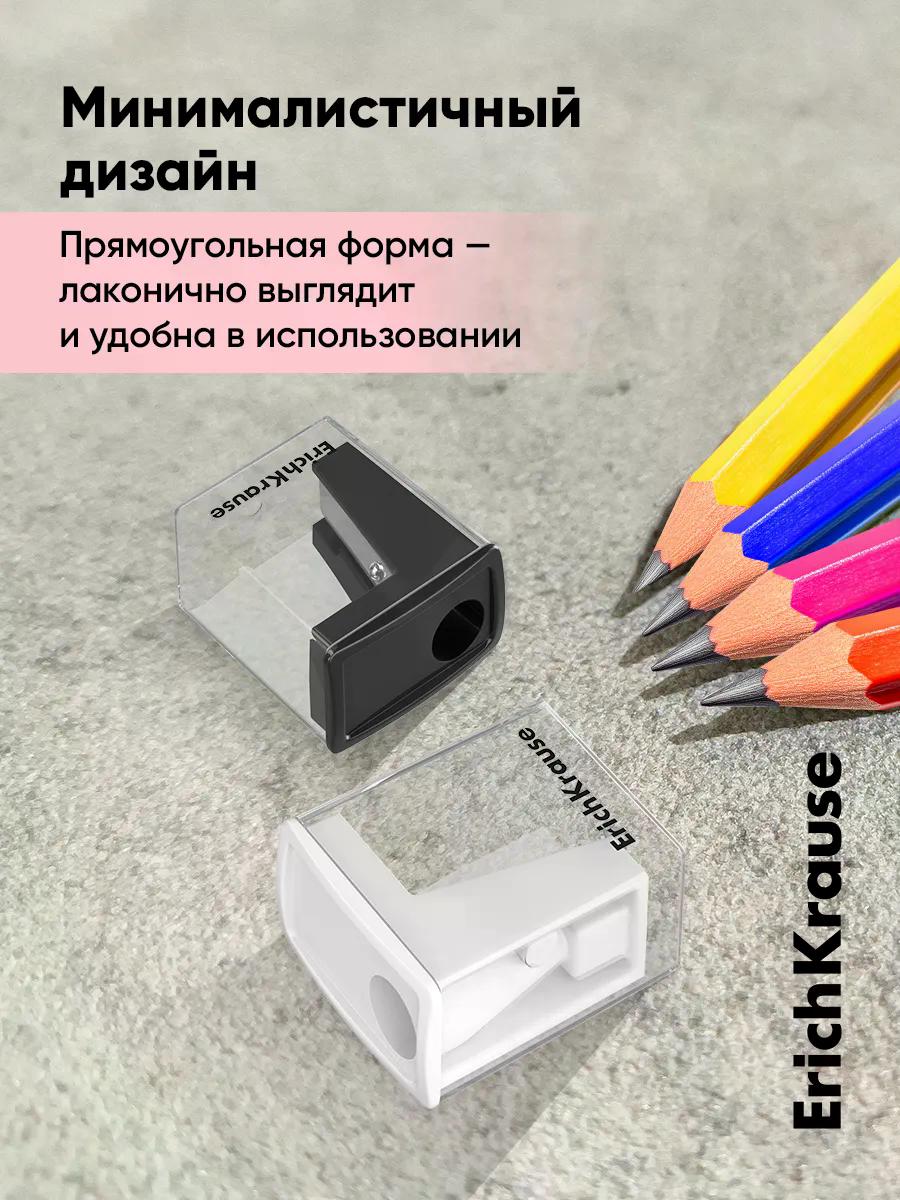 Минималистичный
дизайн
Прямоугольная форма —
лаконично выглядит
и удобна в использовании
ErichKrause
ErichKrause
ErichKrause